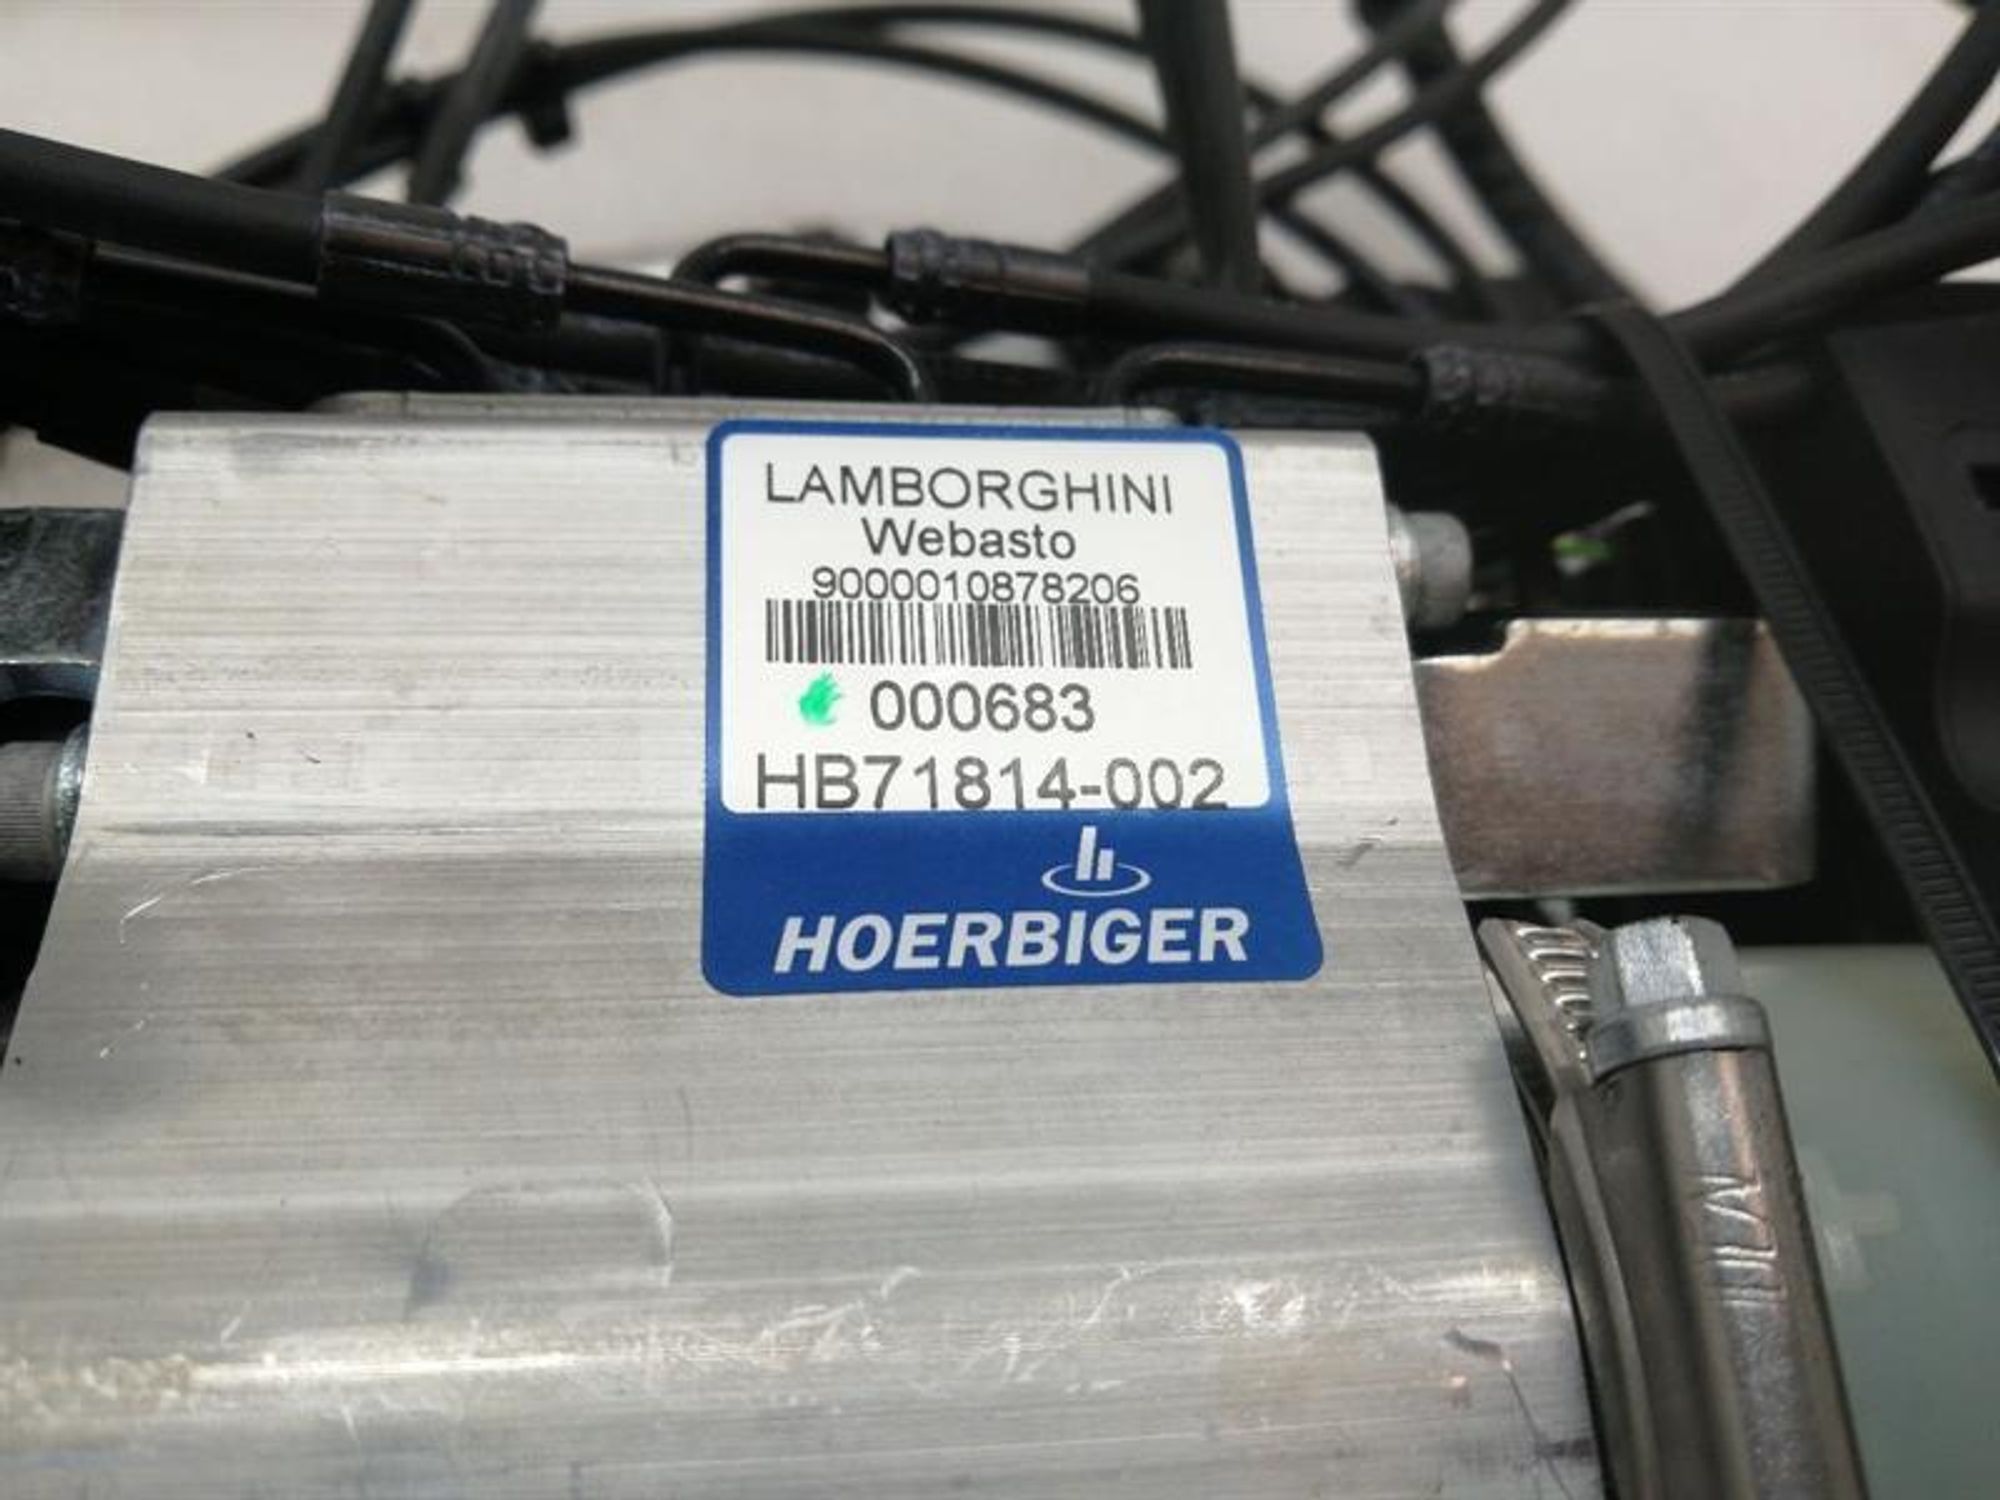 LAMBORGHINI
Webasto
9000010878206
000683
HB71814-002
HOERBIGER